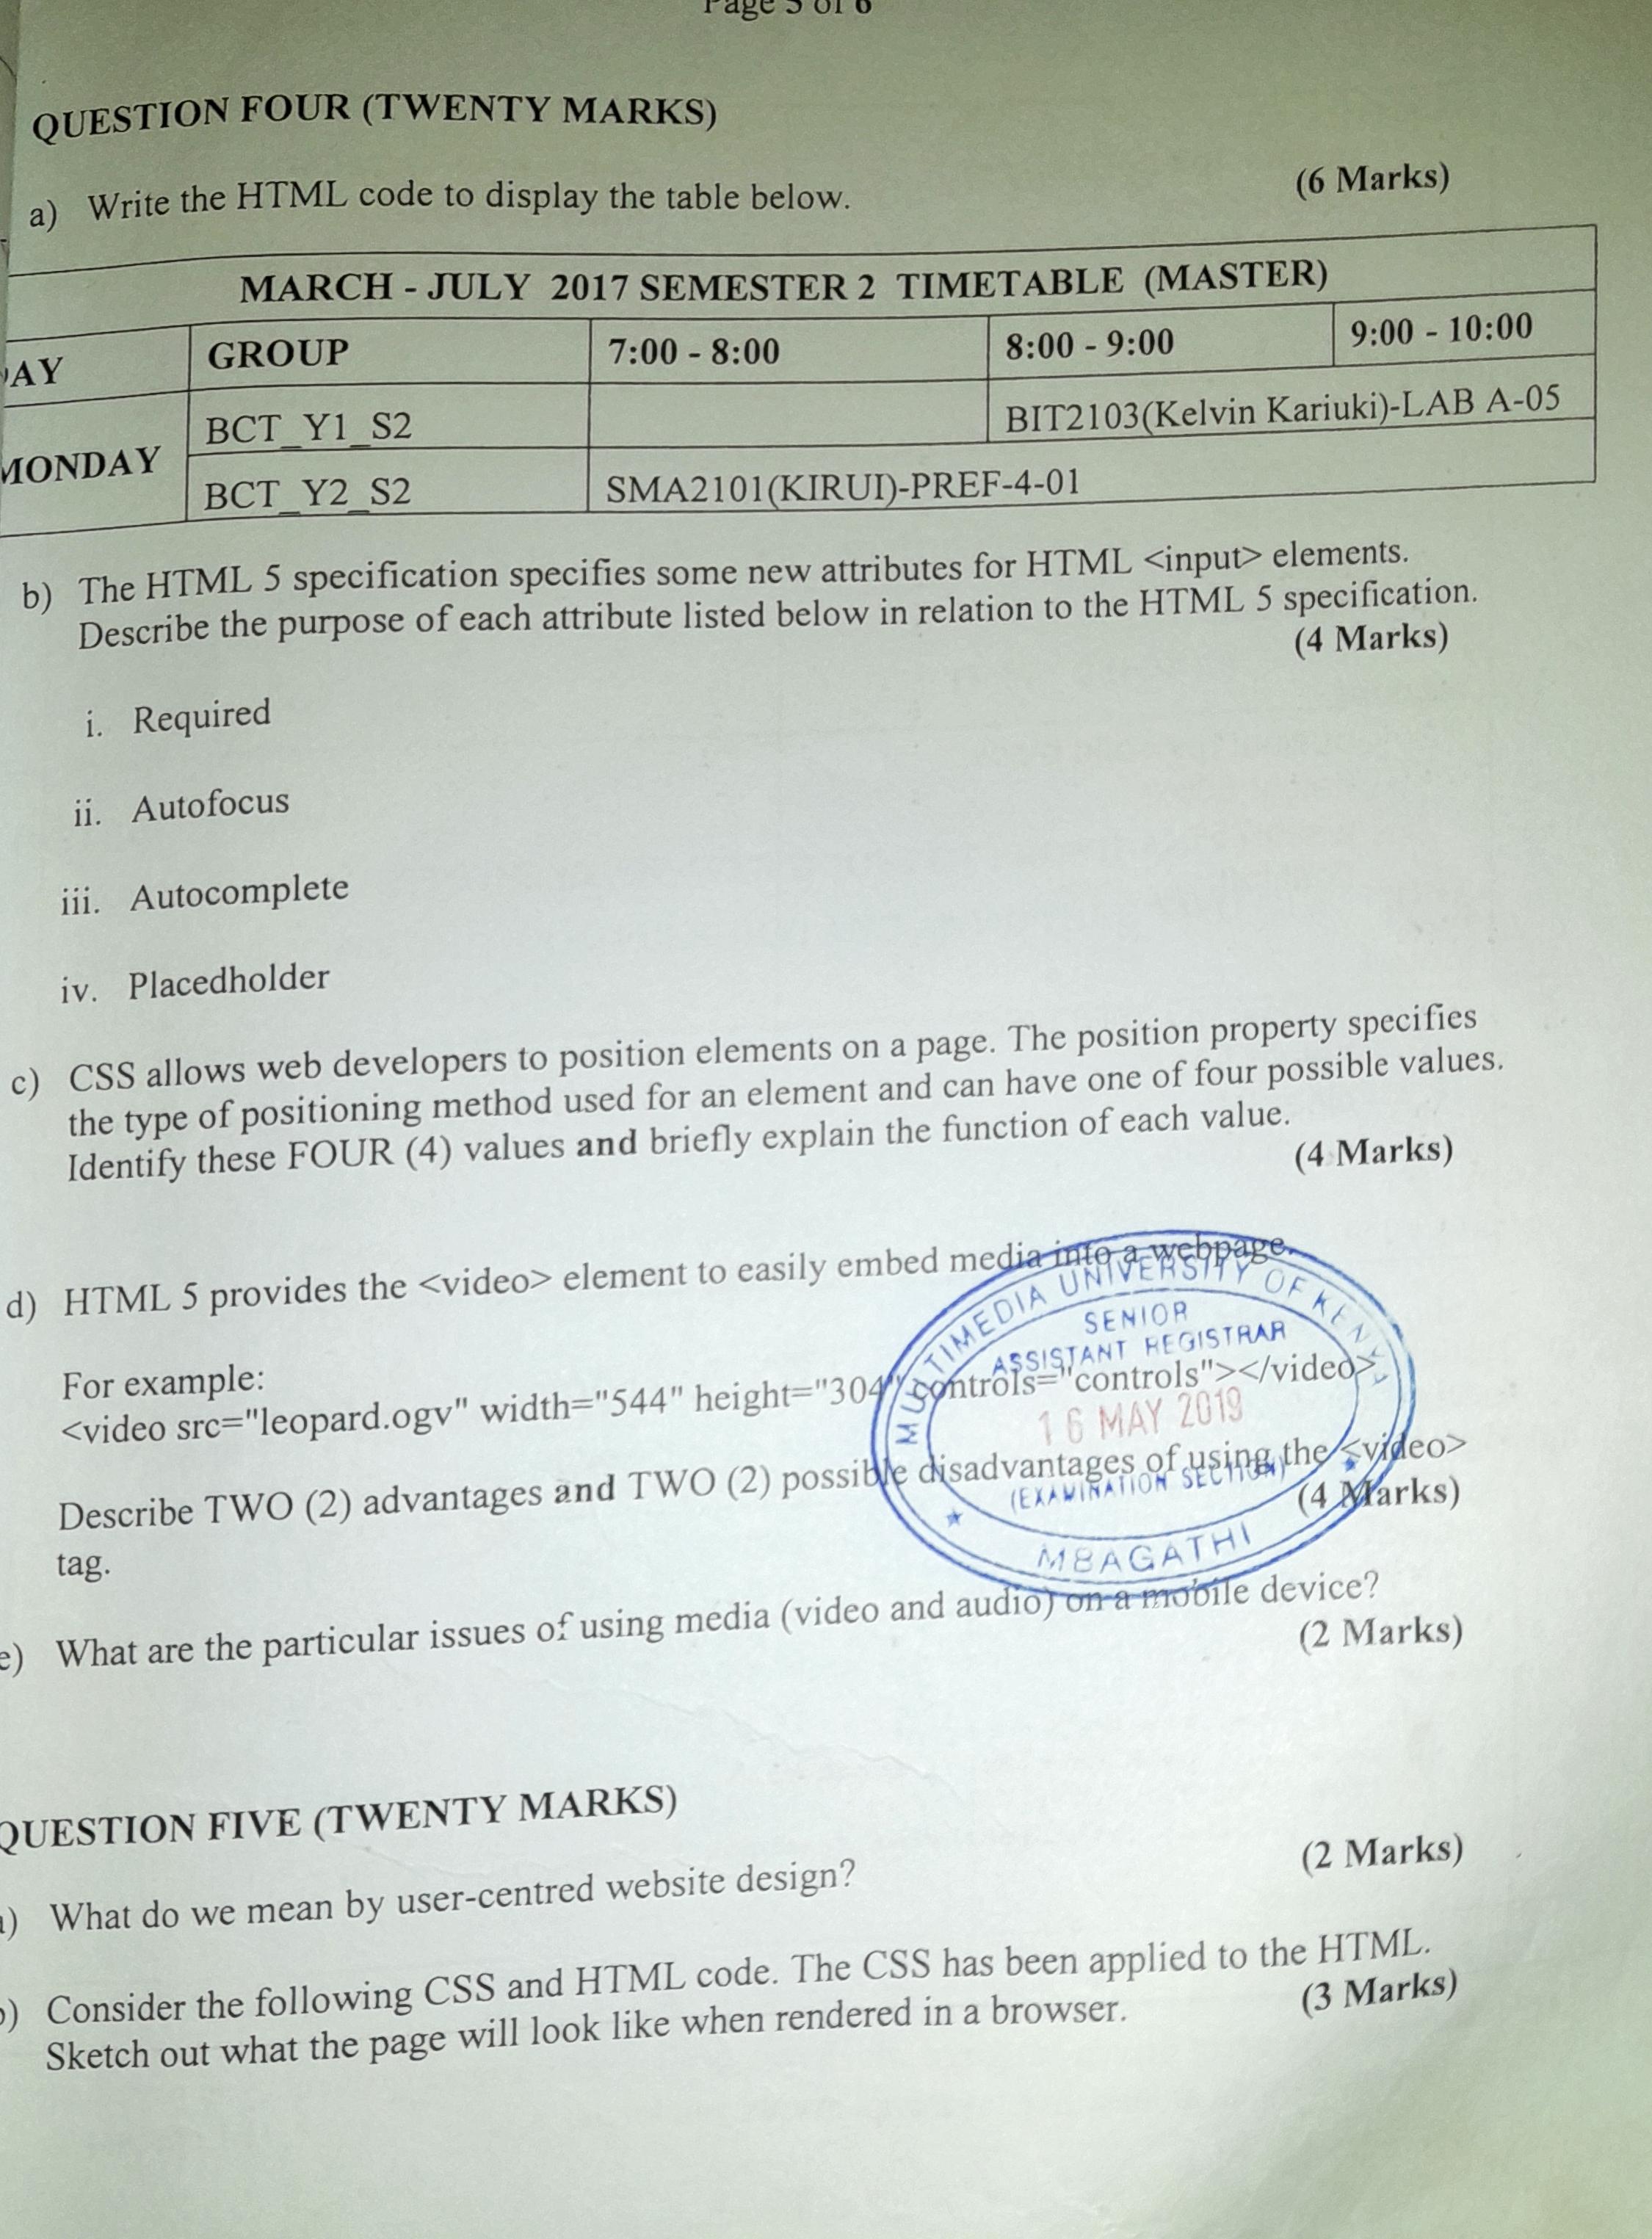 Page 5 of 6
QUESTION FOUR (TWENTY MARKS)
a) Write the HTML code to display the table below. (6 Marks)
MARCH - JULY 2017 SEMESTER 2 TIMETABLE (MASTER)
AY GROUP 7:00 - 8:00 8:00 - 9:00 9:00 - 10:00
MONDAY BCT_Y1_S2 BIT2103(Kelvin Kariuki)-LAB A-05
BCT_Y2_S2 SMA2101(KIRUI)-PREF-4-01
b) The HTML 5 specification specifies some new attributes for HTML <input> elements.
Describe the purpose of each attribute listed below in relation to the HTML 5 specification.
(4 Marks)
i. Required
ii. Autofocus
iii. Autocomplete
iv. Placedholder
c) CSS allows web developers to position elements on a page. The position property specifies
the type of positioning method used for an element and can have one of four possible values.
Identify these FOUR (4) values and briefly explain the function of each value.
(4 Marks)
d) HTML 5 provides the <video> element to easily embed media into a webpage.
For example:
<video src="leopard.ogv" width="544" height="304" controls="controls"></video>
Describe TWO (2) advantages and TWO (2) possible disadvantages of using the <video>
tag. (4 Marks)
MULTIMEDIA UNIVERSITY OF KENYA
SENIOR
ASSISTANT REGISTRAR
16 MAY 2019
(EXAMINATION SECTION)
MBAGATHI
e) What are the particular issues of using media (video and audio) on a mobile device?
(2 Marks)
QUESTION FIVE (TWENTY MARKS)
) What do we mean by user-centred website design? (2 Marks)
) Consider the following CSS and HTML code. The CSS has been applied to the HTML.
Sketch out what the page will look like when rendered in a browser. (3 Marks)